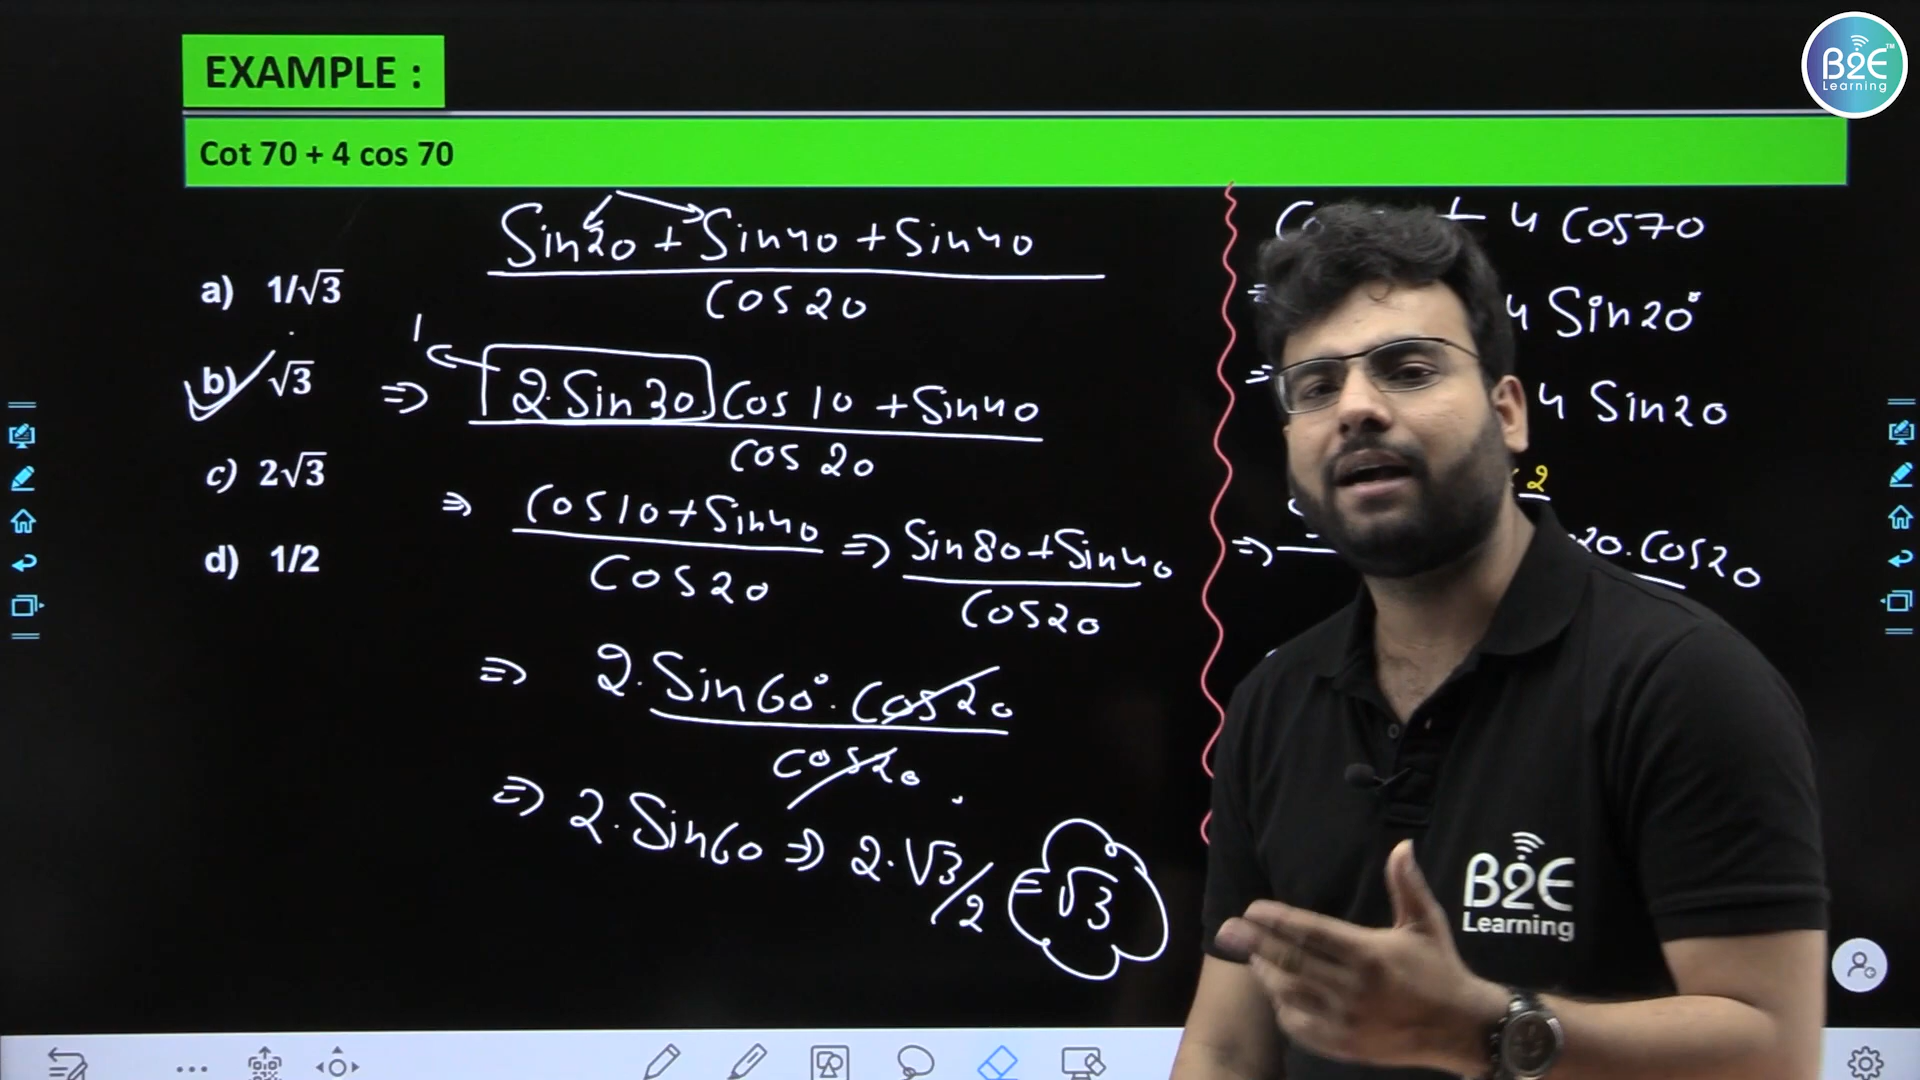 B2E
Learning
EXAMPLE :
Cot 70 + 4 cos 70
a) 1/√3
b) √3
c) 2√3
d) 1/2
Sin20 + Sin40 + Sin40
Cos20
1
⇒ 2·Sin30·Cos10 + Sin40
Cos20
⇒ Cos10 + Sin40 ⇒ Sin80 + Sin40
Cos20 Cos20
⇒ 2·Sin60°·Cos20
Cos20
⇒ 2·Sin60 ⇒ 2·√3/2 = √3
+ 4 Cos70
⇒ 4 Sin20°
⇒ 4 Sin20
2
⇒ 20·Cos20
B2E
Learning